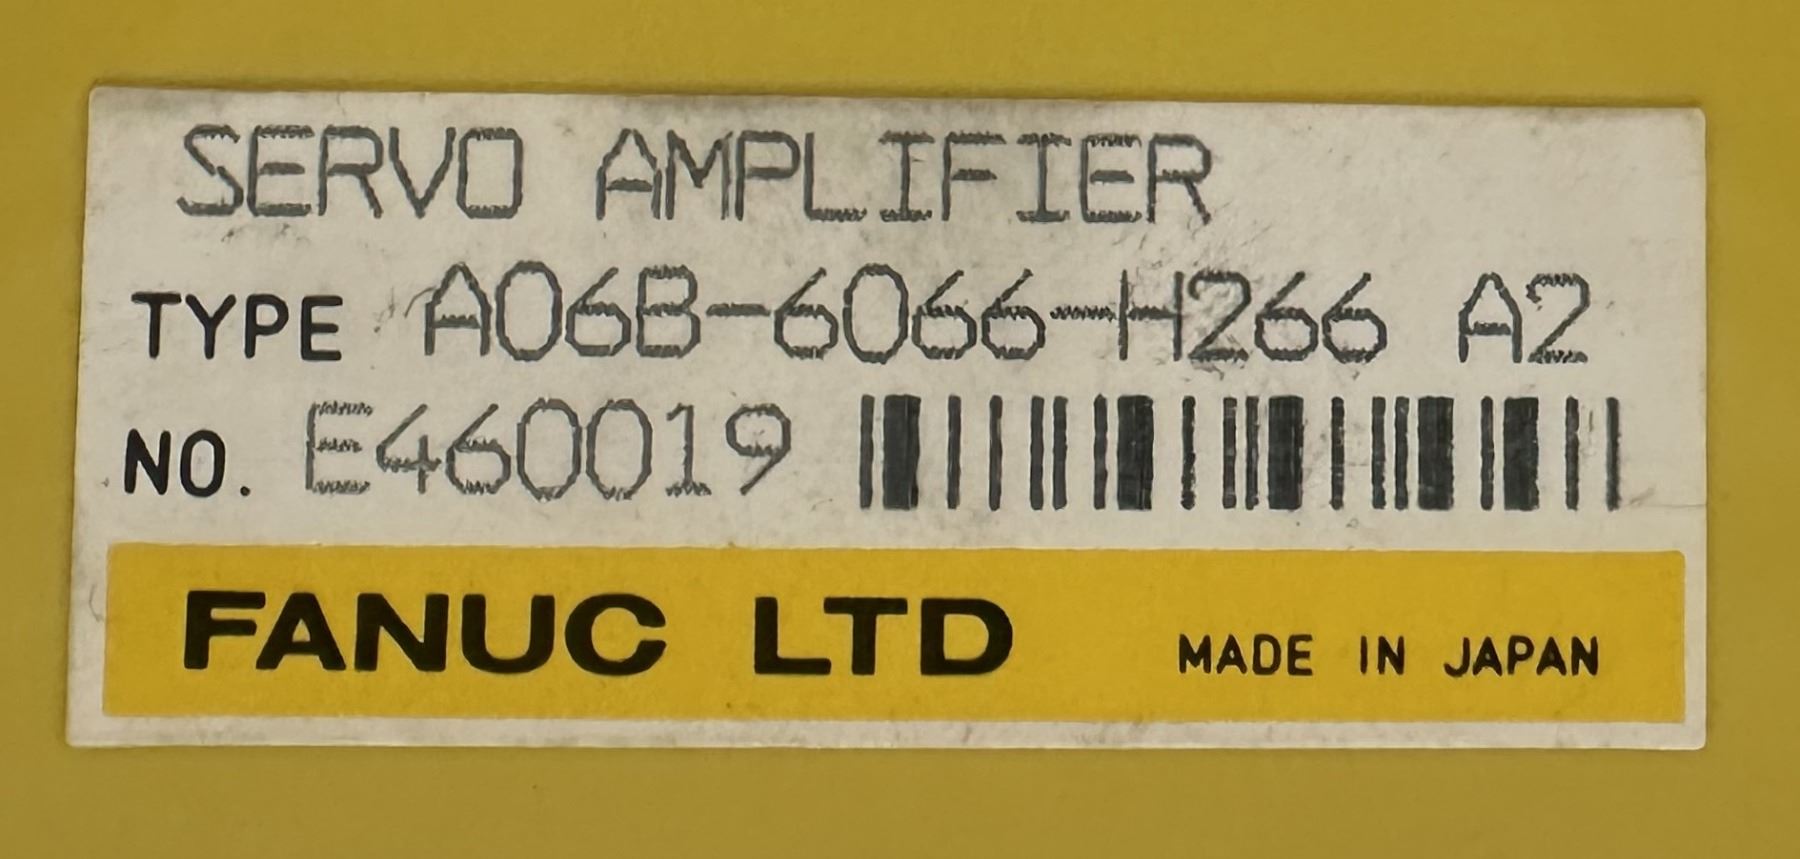 SERVO AMPLIFIER
TYPE A06B-6066-H266 A2
NO. E460019
FANUC LTD MADE IN JAPAN